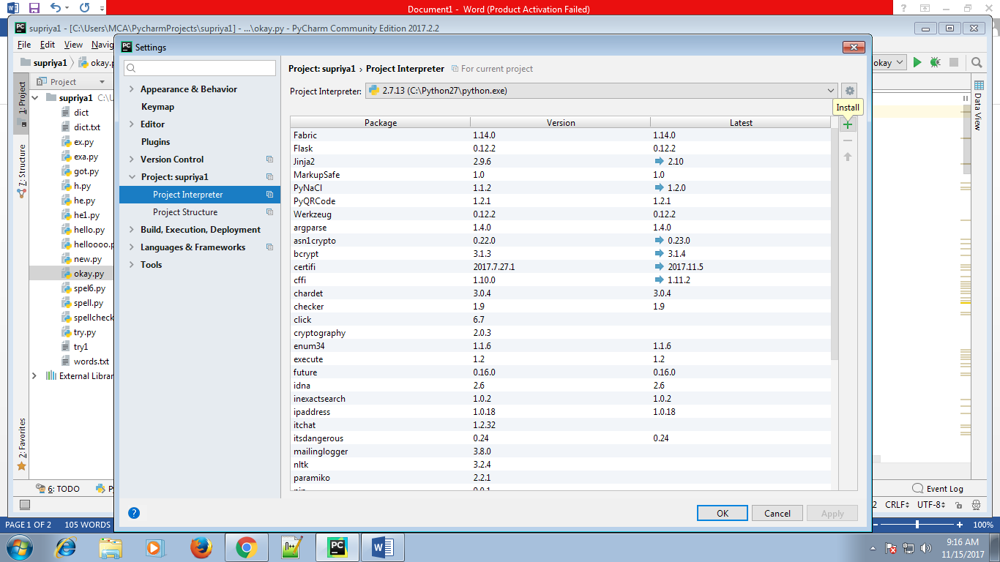 Document1 - Word (Product Activation Failed)
supriya1 - [C:\Users\MCA\PycharmProjects\supriya1] - ...\okay.py - PyCharm Community Edition 2017.2.2
File Edit View Navig
supriya1 okay.p
okay
Settings
Project: supriya1 › Project Interpreter For current project
Project Interpreter: 2.7.13 (C:\Python27\python.exe)
Install
Appearance & Behavior
Keymap
Editor
Plugins
Version Control
Project: supriya1
Project Interpreter
Project Structure
Build, Execution, Deployment
Languages & Frameworks
Tools
1: Project
7: Structure
2: Favorites
Data View
Project
supriya1 C:\U
dict
dict.txt
ex.py
exa.py
got.py
h.py
he.py
he1.py
hello.py
helloooo.p
new.py
okay.py
spel6.py
spell.py
spellcheck
try.py
try1
words.txt
External Librar
Package Version Latest
Fabric 1.14.0 1.14.0
Flask 0.12.2 0.12.2
Jinja2 2.9.6 2.10
MarkupSafe 1.0 1.0
PyNaCl 1.1.2 1.2.0
PyQRCode 1.2.1 1.2.1
Werkzeug 0.12.2 0.12.2
argparse 1.4.0 1.4.0
asn1crypto 0.22.0 0.23.0
bcrypt 3.1.3 3.1.4
certifi 2017.7.27.1 2017.11.5
cffi 1.10.0 1.11.2
chardet 3.0.4 3.0.4
checker 1.9 1.9
click 6.7
cryptography 2.0.3
enum34 1.1.6 1.1.6
execute 1.2 1.2
future 0.16.0 0.16.0
idna 2.6 2.6
inexactsearch 1.0.2 1.0.2
ipaddress 1.0.18 1.0.18
itchat 1.2.32
itsdangerous 0.24 0.24
mailinglogger 3.8.0
nltk 3.2.4
paramiko 2.2.1
OK Cancel Apply
6: TODO
Event Log
2 CRLF UTF-8
PAGE 1 OF 2 105 WORDS
100%
9:16 AM
11/15/2017